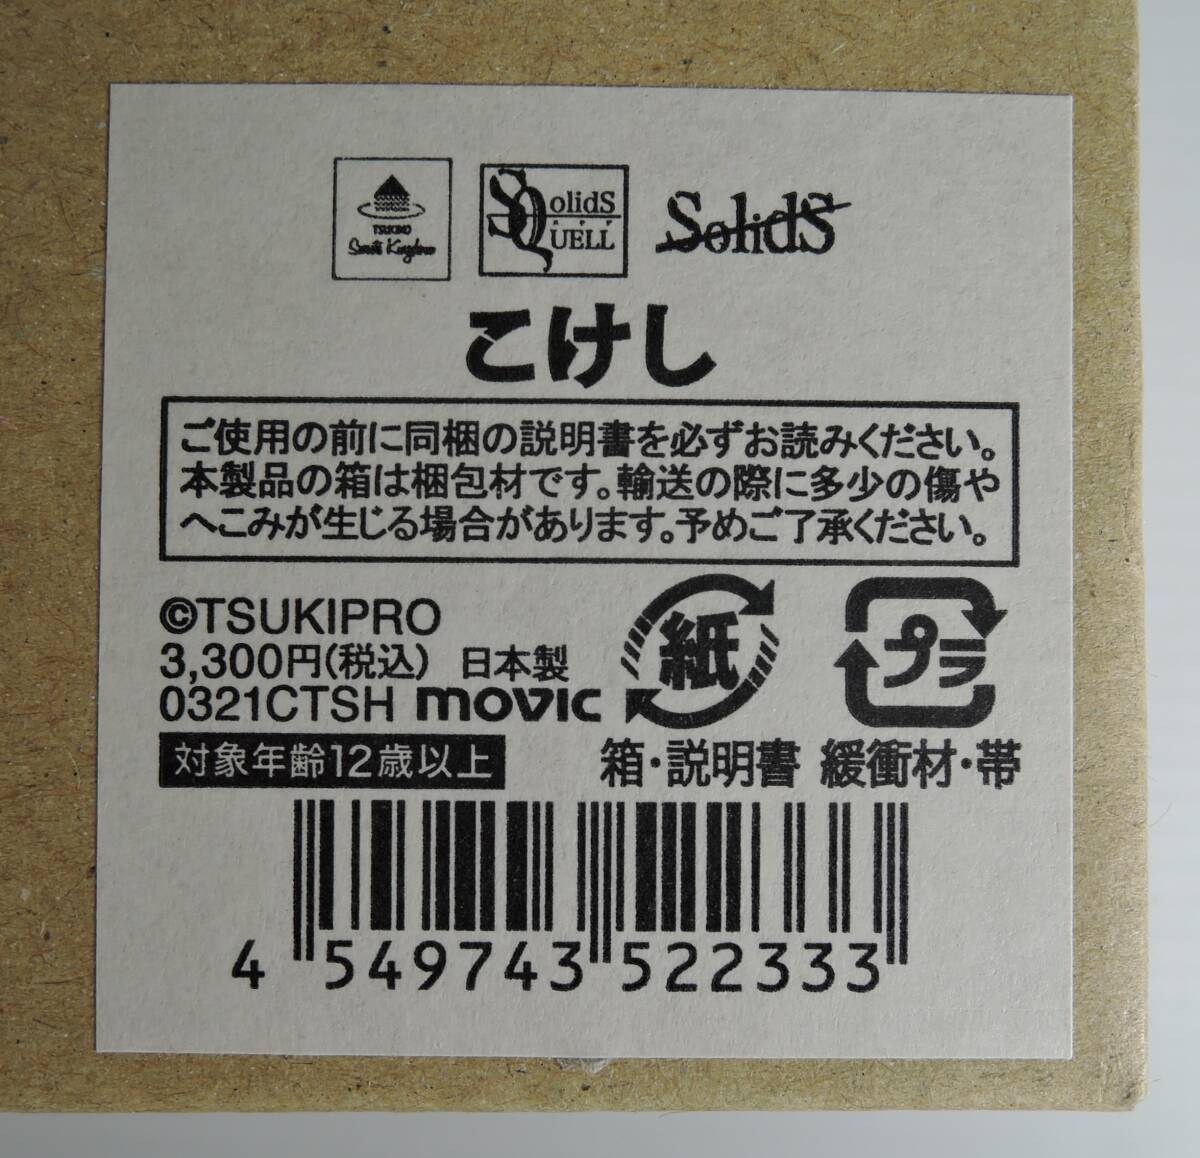 TSUKIPRO
SolidS
QUELL
SolidS
こけし
ご使用の前に同梱の説明書を必ずお読みください。
本製品の箱は梱包材です。輸送の際に多少の傷や
へこみが生じる場合があります。予めご了承ください。
©TSUKIPRO
3,300円(税込) 日本製
0321CTSH movic
紙
プラ
対象年齢12歳以上
箱・説明書 緩衝材・帯
4 549743 522333